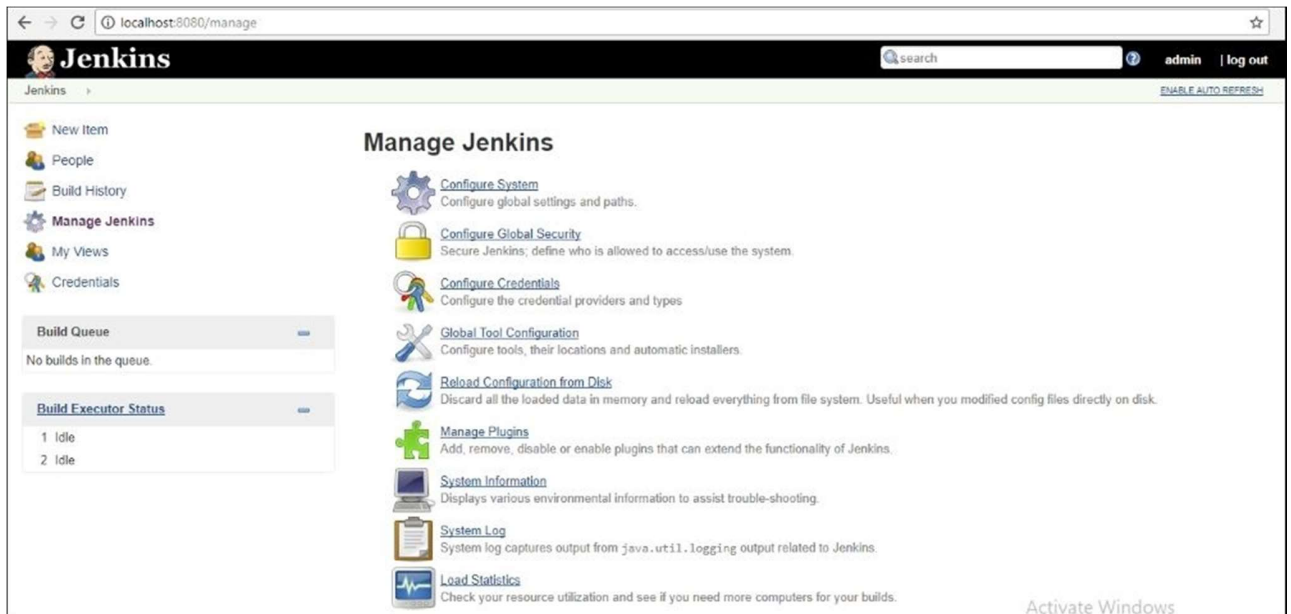 localhost:8080/manage
Jenkins
search
admin | log out
Jenkins
ENABLE AUTO REFRESH
New Item
People
Build History
Manage Jenkins
My Views
Credentials
Build Queue
No builds in the queue.
Build Executor Status
1 Idle
2 Idle
Manage Jenkins
Configure System
Configure global settings and paths.
Configure Global Security
Secure Jenkins; define who is allowed to access/use the system.
Configure Credentials
Configure the credential providers and types
Global Tool Configuration
Configure tools, their locations and automatic installers.
Reload Configuration from Disk
Discard all the loaded data in memory and reload everything from file system. Useful when you modified config files directly on disk.
Manage Plugins
Add, remove, disable or enable plugins that can extend the functionality of Jenkins.
System Information
Displays various environmental information to assist trouble-shooting.
System Log
System log captures output from java.util.logging output related to Jenkins.
Load Statistics
Check your resource utilization and see if you need more computers for your builds.
Activate Windows